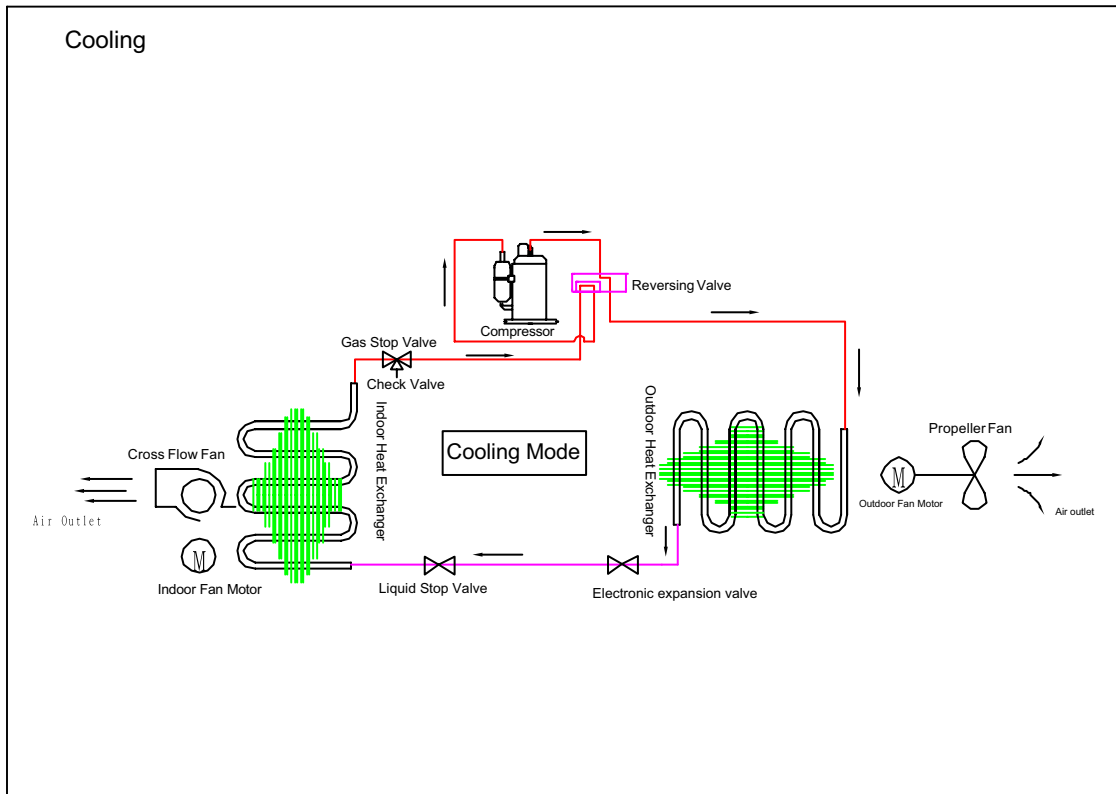 Cooling
Reversing Valve
Compressor
Gas Stop Valve
Check Valve
Indoor Heat Exchanger
Outdoor Heat Exchanger
Cooling Mode
Propeller Fan
Cross Flow Fan
M
Outdoor Fan Motor
Air outlet
Air Outlet
M
Indoor Fan Motor
Liquid Stop Valve
Electronic expansion valve